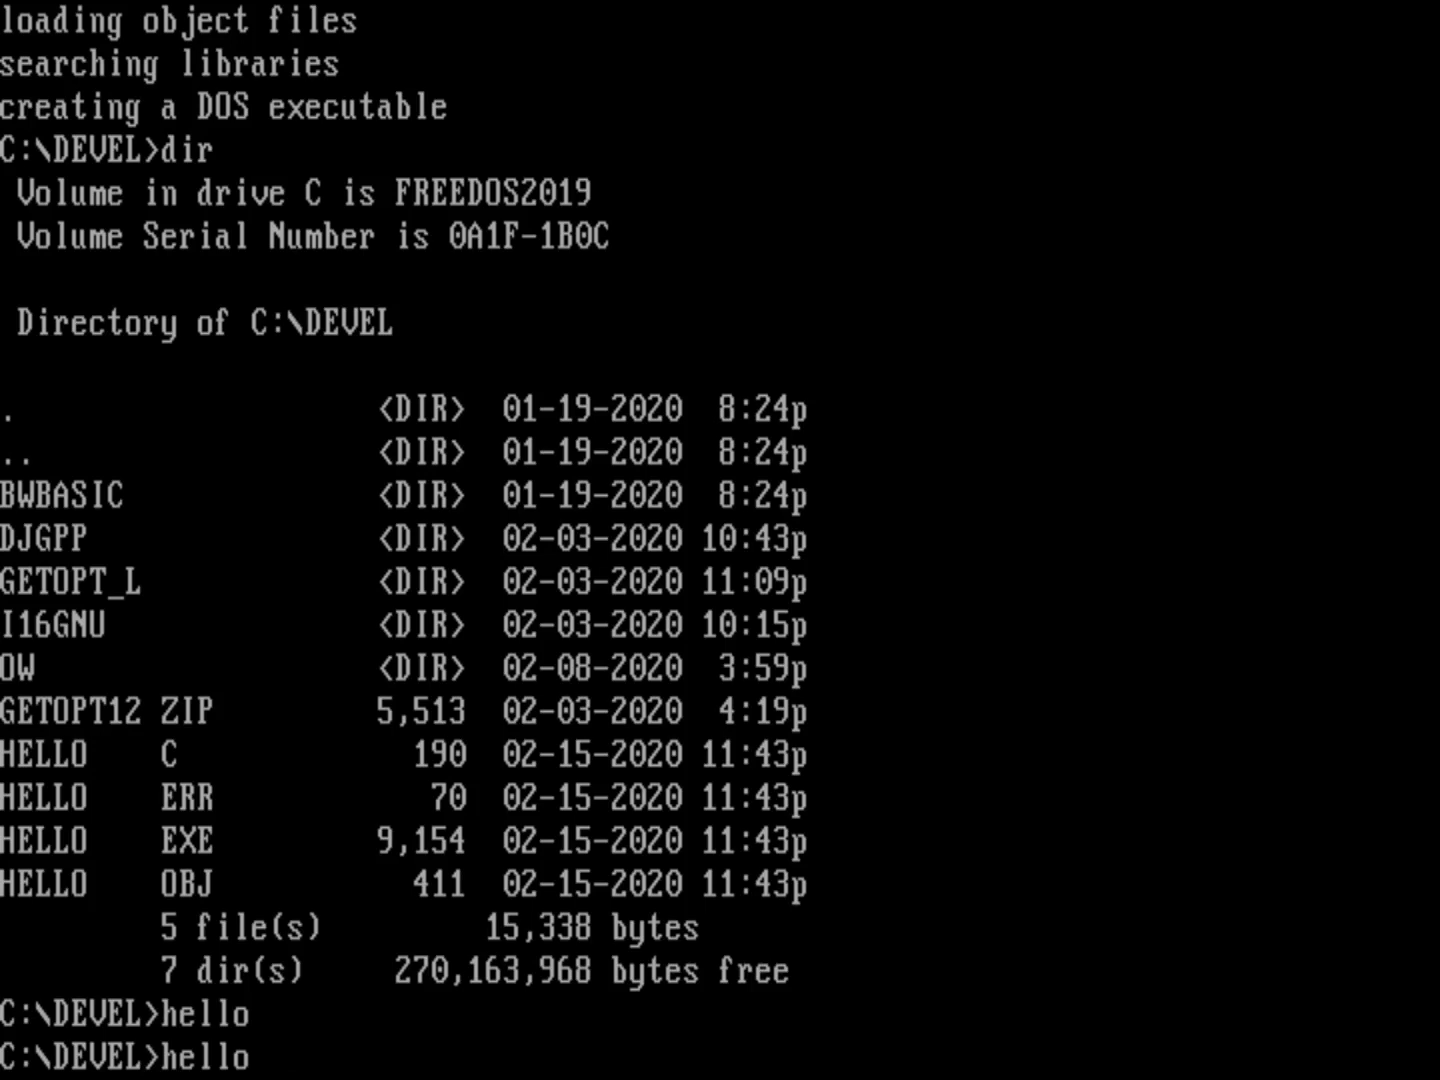 loading object files
searching libraries
creating a DOS executable
C:\DEVEL>dir
 Volume in drive C is FREEDOS2019
 Volume Serial Number is 0A1F-1B0C

 Directory of C:\DEVEL

.                    <DIR>  01-19-2020  8:24p
..                   <DIR>  01-19-2020  8:24p
BWBASIC              <DIR>  01-19-2020  8:24p
DJGPP                <DIR>  02-03-2020 10:43p
GETOPT_L             <DIR>  02-03-2020 11:09p
I16GNU               <DIR>  02-03-2020 10:15p
OW                   <DIR>  02-08-2020  3:59p
GETOPT12 ZIP         5,513  02-03-2020  4:19p
HELLO    C             190  02-15-2020 11:43p
HELLO    ERR            70  02-15-2020 11:43p
HELLO    EXE         9,154  02-15-2020 11:43p
HELLO    OBJ           411  02-15-2020 11:43p
         5 file(s)         15,338 bytes
         7 dir(s)     270,163,968 bytes free
C:\DEVEL>hello
C:\DEVEL>hello